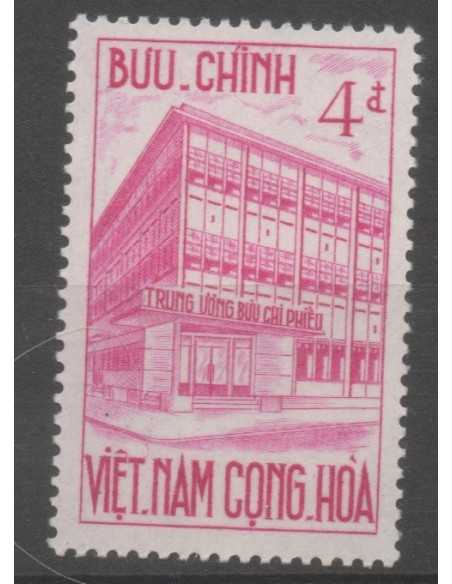 BƯU-CHÍNH
4đ
TRUNG ƯƠNG BƯU CHI PHIẾU
VIỆT-NAM CỘNG-HÒA